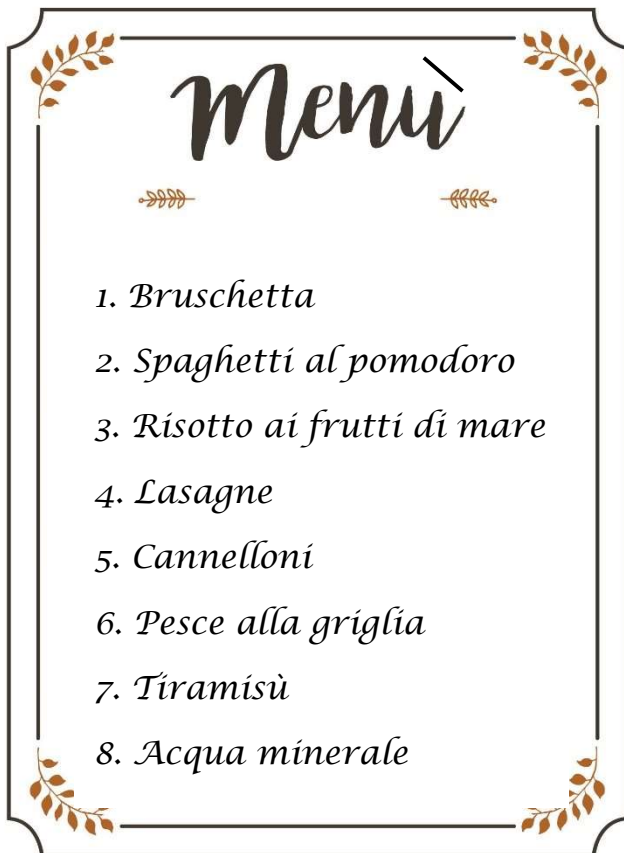 Menù
1. Bruschetta
2. Spaghetti al pomodoro
3. Risotto ai frutti di mare
4. Lasagne
5. Cannelloni
6. Pesce alla griglia
7. Tiramisù
8. Acqua minerale